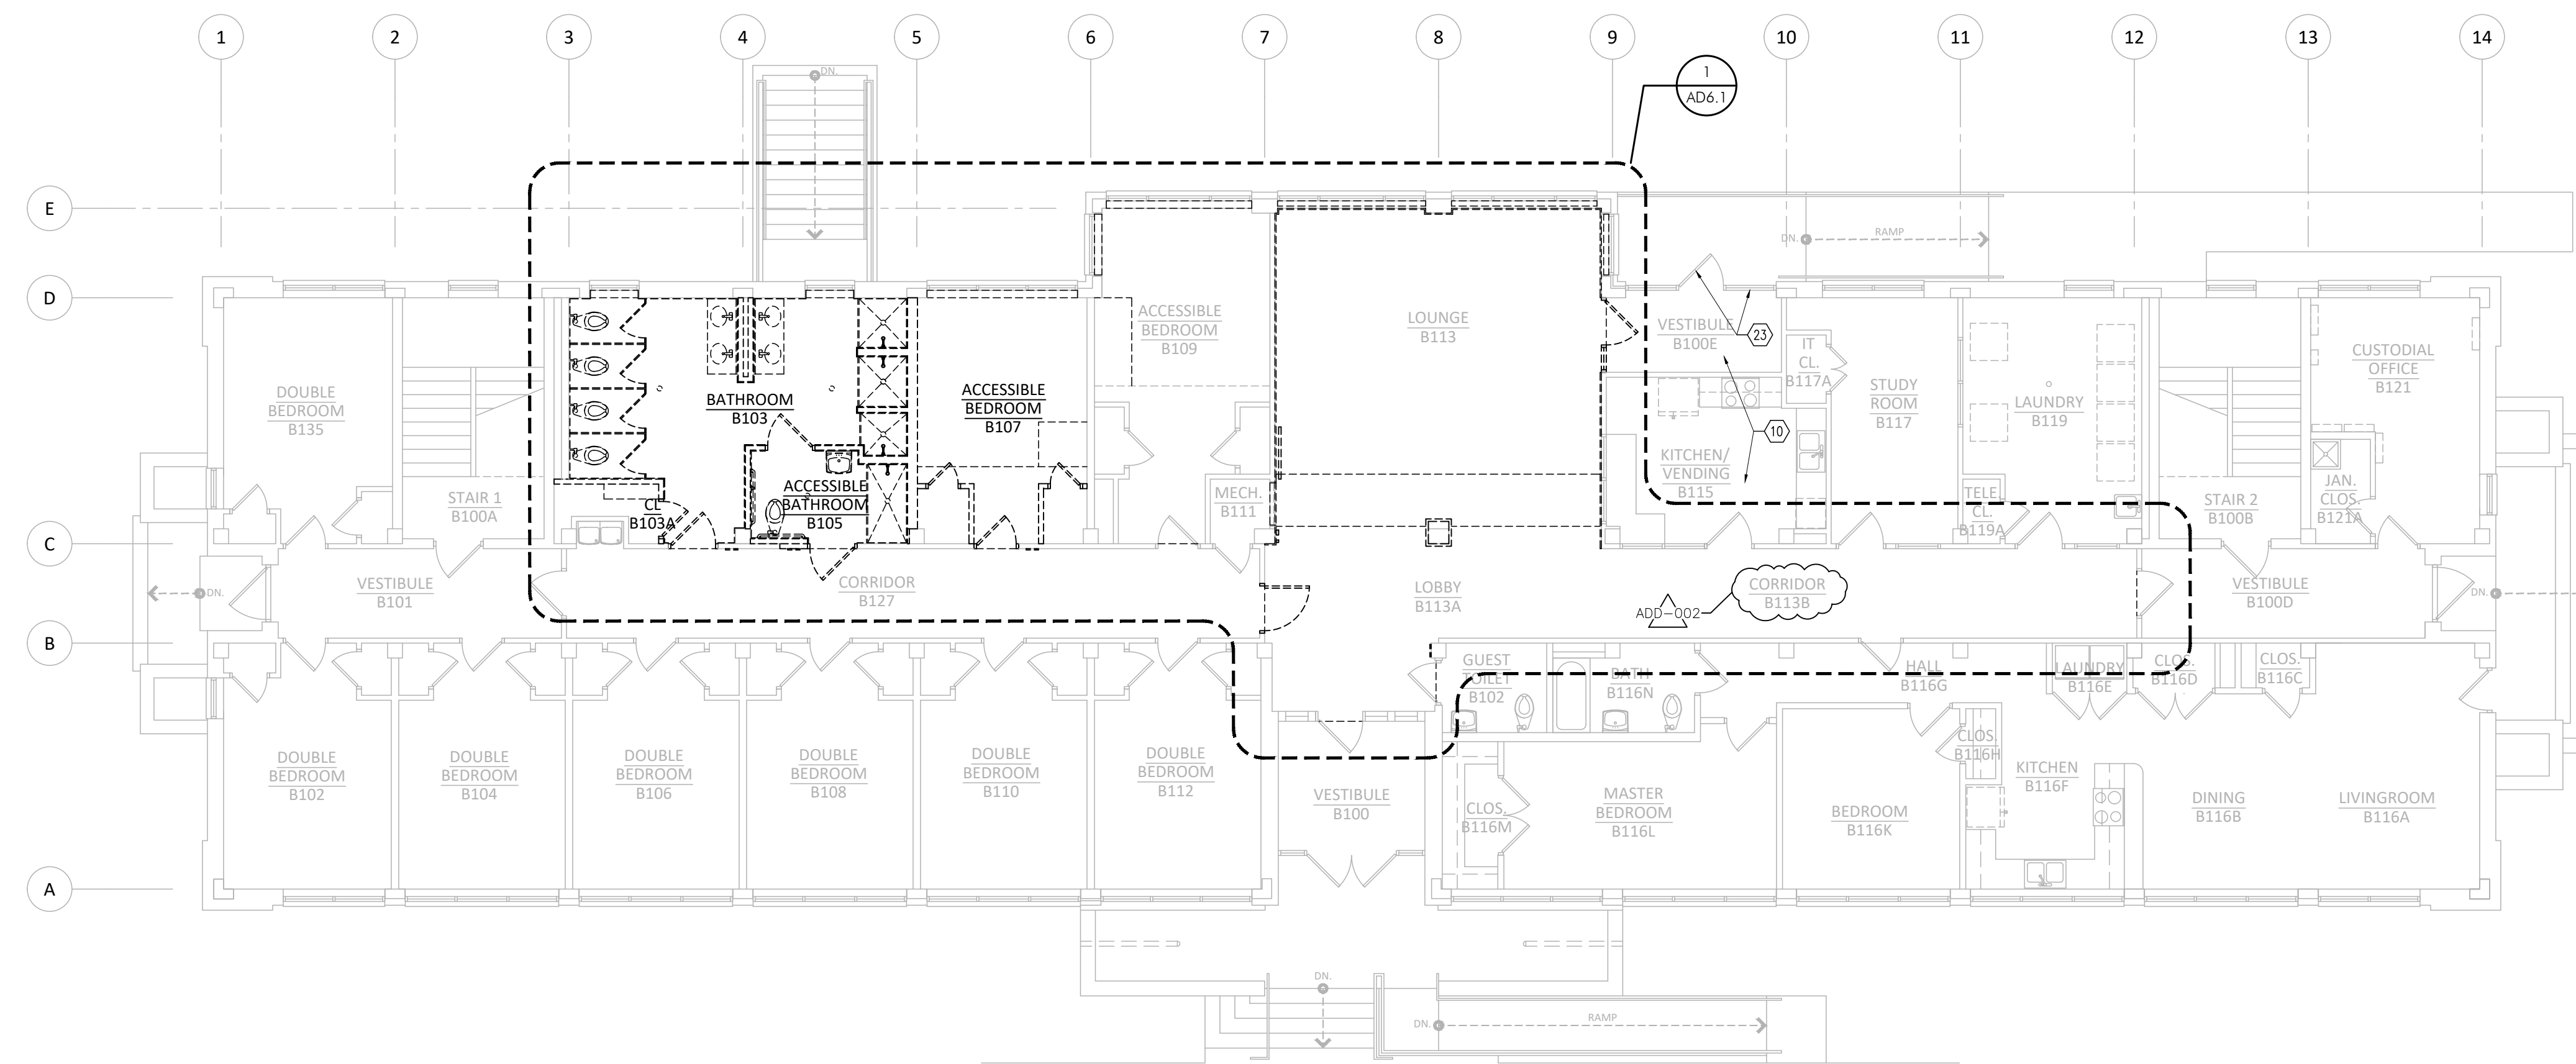 1
2
3
4
5
6
7
8
9
10
11
12
13
14
E
D
C
B
A
1
AD6.1
DN.
DN.
RAMP
ACCESSIBLE
BEDROOM
B109
LOUNGE
B113
VESTIBULE
B100E
23
IT
CL.
B117A
CUSTODIAL
OFFICE
B121
DOUBLE
BEDROOM
B135
BATHROOM
B103
ACCESSIBLE
BEDROOM
B107
STUDY
ROOM
B117
LAUNDRY
B119
10
KITCHEN/
VENDING
B115
STAIR 1
B100A
CL
B103A
ACCESSIBLE
BATHROOM
B105
MECH.
B111
TELE.
CL.
B119A
STAIR 2
B100B
JAN.
CLOS.
B121A
DN.
VESTIBULE
B101
CORRIDOR
B127
LOBBY
B113A
ADD-002
CORRIDOR
B113B
VESTIBULE
B100D
DN.
GUEST
TOILET
B102
BATH
B116N
HALL
B116G
LAUNDRY
B116E
CLOS.
B116D
CLOS.
B116C
DOUBLE
BEDROOM
B102
DOUBLE
BEDROOM
B104
DOUBLE
BEDROOM
B106
DOUBLE
BEDROOM
B108
DOUBLE
BEDROOM
B110
DOUBLE
BEDROOM
B112
VESTIBULE
B100
CLOS.
B116M
MASTER
BEDROOM
B116L
BEDROOM
B116K
CLOS.
B116H
KITCHEN
B116F
DINING
B116B
LIVINGROOM
B116A
DN.
DN.
RAMP